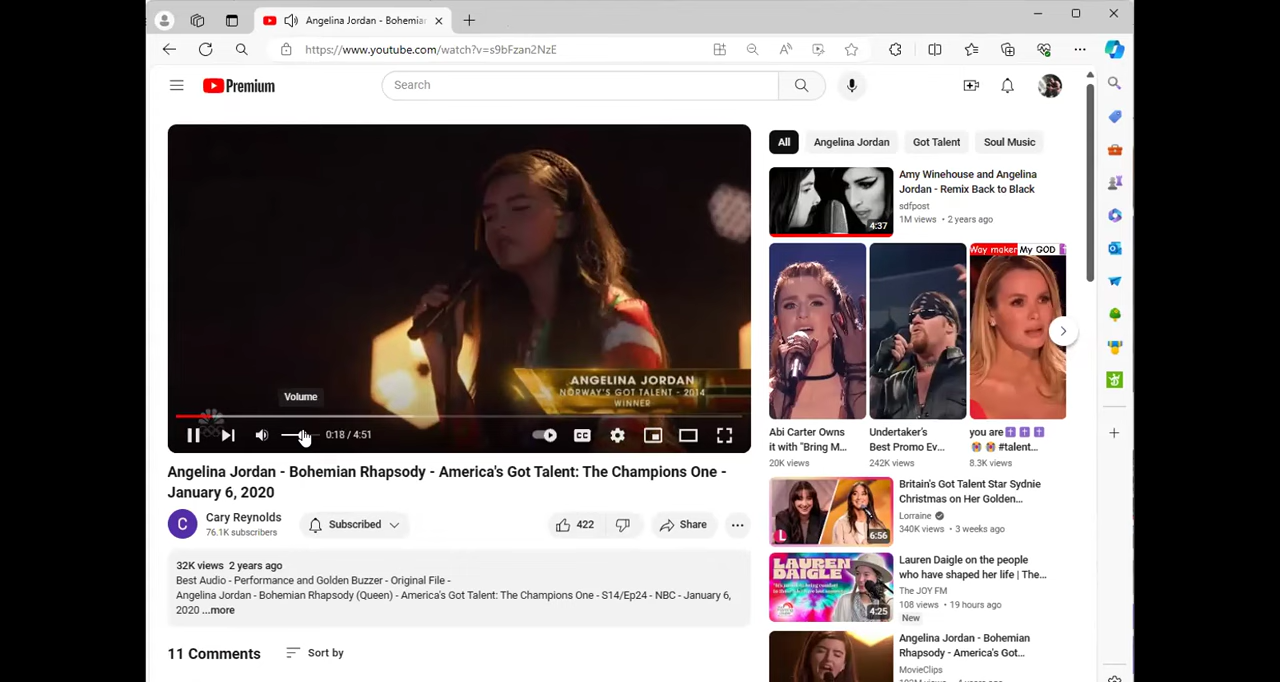 Angelina Jordan - Bohemia
https://www.youtube.com/watch?v=s9bFzan2NzE
Premium
Search
ANGELINA JORDAN
NORWAY'S GOT TALENT - 2014
WINNER
Volume
0:18 / 4:51
CC
Angelina Jordan - Bohemian Rhapsody - America's Got Talent: The Champions One -
January 6, 2020
C
Cary Reynolds
76.1K subscribers
Subscribed
422
Share
32K views 2 years ago
Best Audio - Performance and Golden Buzzer - Original File -
Angelina Jordan - Bohemian Rhapsody (Queen) - America's Got Talent: The Champions One - S14/Ep24 - NBC - January 6,
2020 ...more
11 Comments
Sort by
All
Angelina Jordan
Got Talent
Soul Music
4:37
Amy Winehouse and Angelina
Jordan - Remix Back to Black
sdfpost
1M views • 2 years ago
Way maker My GOD
Abi Carter Owns
it with "Bring M...
20K views
Undertaker's
Best Promo Ev...
242K views
you are✝️✝️✝️
😭😭#talent...
8.3K views
6:56
Britain's Got Talent Star Sydnie
Christmas on Her Golden...
Lorraine
340K views • 3 weeks ago
LAUREN
DAIGLE
4:25
Lauren Daigle on the people
who have shaped her life | The...
The JOY FM
108 views • 19 hours ago
New
Angelina Jordan - Bohemian
Rhapsody - America's Got...
MovieClips